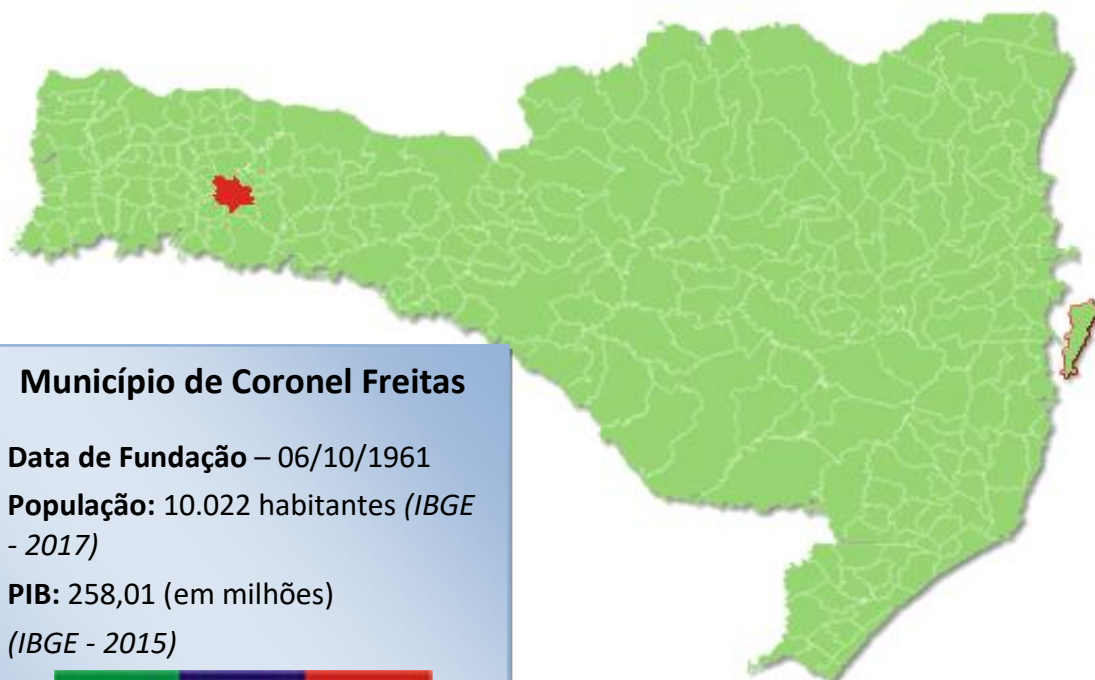 Município de Coronel Freitas
Data de Fundação – 06/10/1961
População: 10.022 habitantes (IBGE
- 2017)
PIB: 258,01 (em milhões)
(IBGE - 2015)